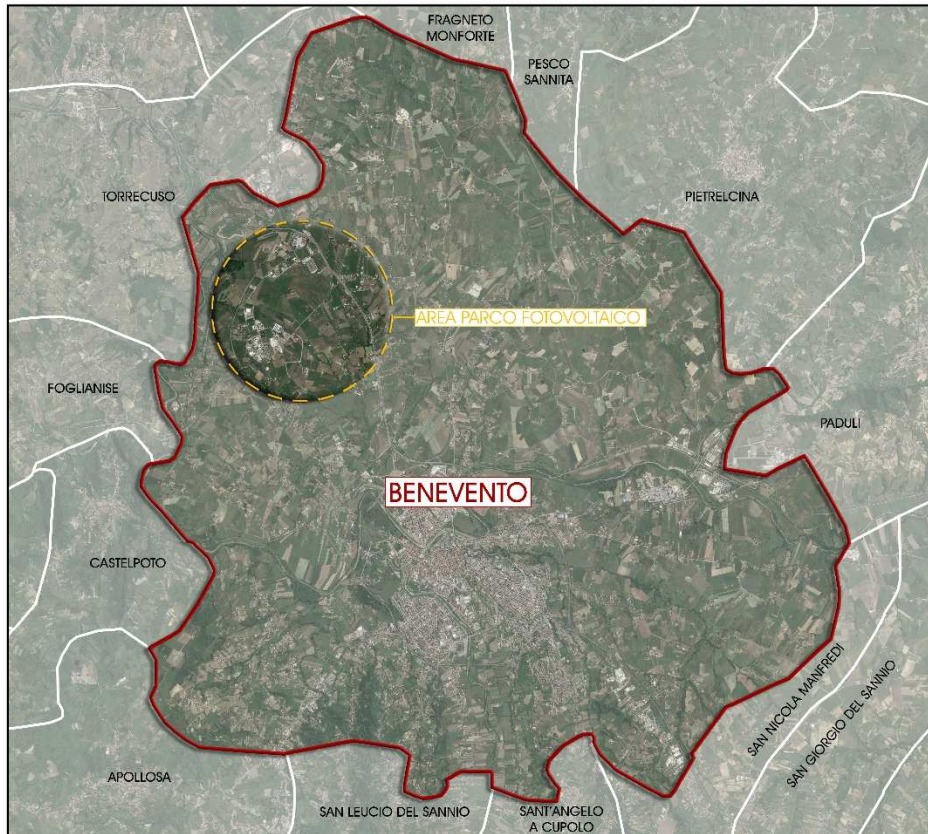 FRAGNETO
MONFORTE
PESCO
SANNITA
TORRECUSO
PIETRELCINA
AREA PARCO FOTOVOLTAICO
FOGLIANISE
PADULI
BENEVENTO
CASTELPOTO
SAN NICOLA MANFREDI
SAN GIORGIO DEL SANNIO
APOLLOSA
SAN LEUCIO DEL SANNIO
SANT'ANGELO
A CUPOLO